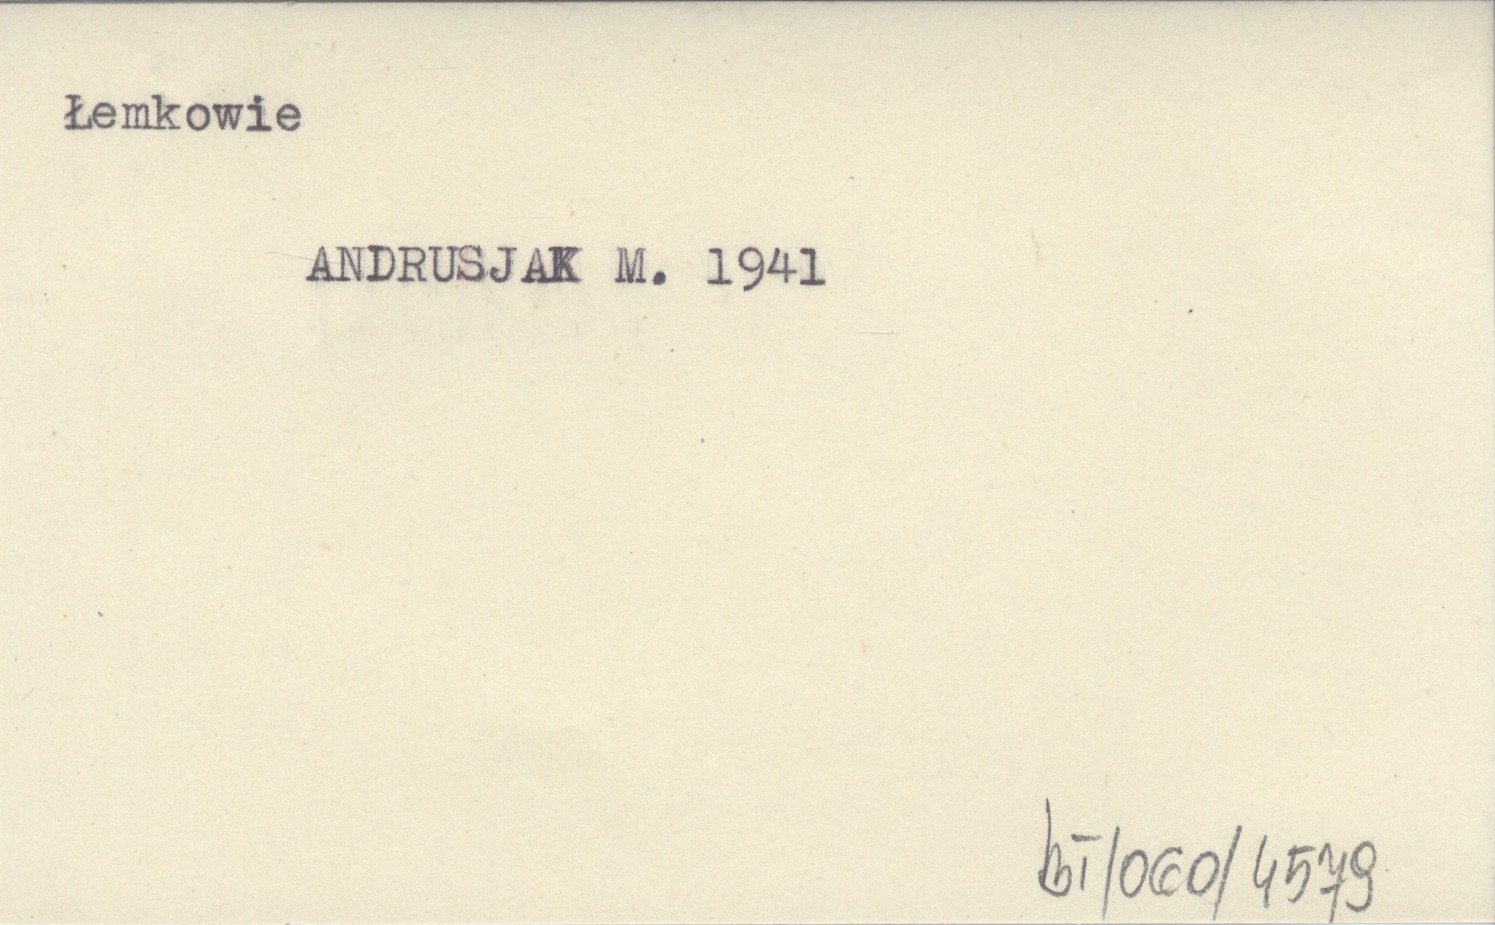 Łemkowie
ANDRUSJAK M. 1941
bI/060/4579